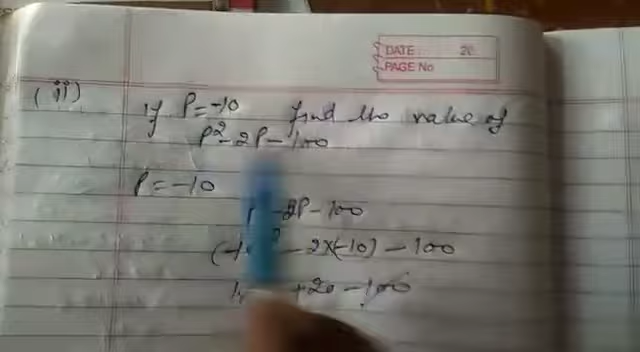 DATE 20
PAGE No
(ii) If P=-10 find the value of
P²-2P-100
P=-10
-2P-100
-2×(-10)-100
+20-100